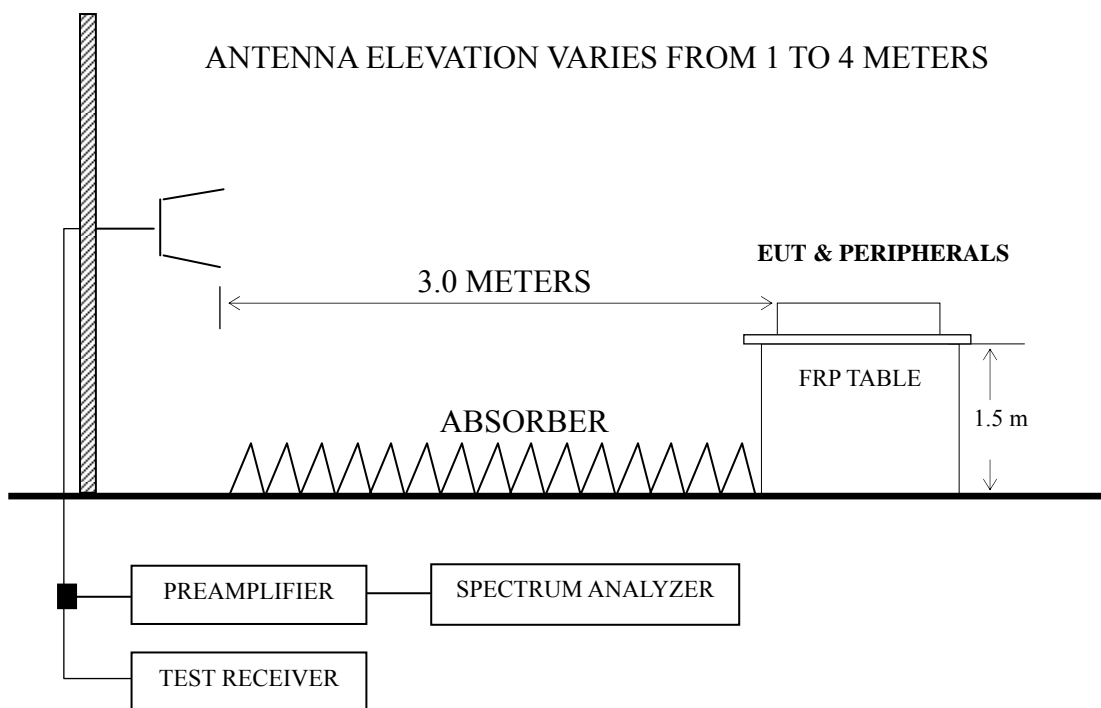 ANTENNA ELEVATION VARIES FROM 1 TO 4 METERS
EUT & PERIPHERALS
3.0 METERS
FRP TABLE
1.5 m
ABSORBER
PREAMPLIFIER
SPECTRUM ANALYZER
TEST RECEIVER